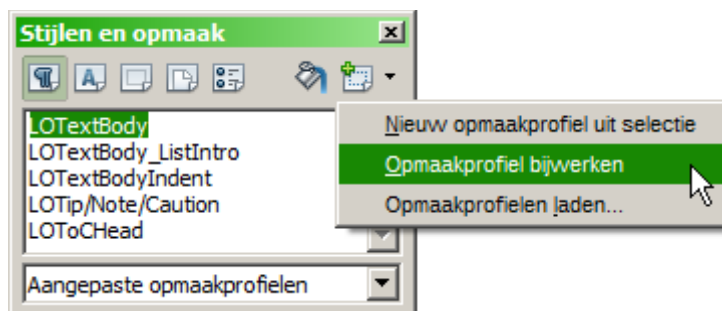 Stijlen en opmaak
LOTextBody
LOTextBody_ListIntro
LOTextBodyIndent
LOTip/Note/Caution
LOToCHead
Nieuw opmaakprofiel uit selectie
Opmaakprofiel bijwerken
Opmaakprofielen laden...
Aangepaste opmaakprofielen